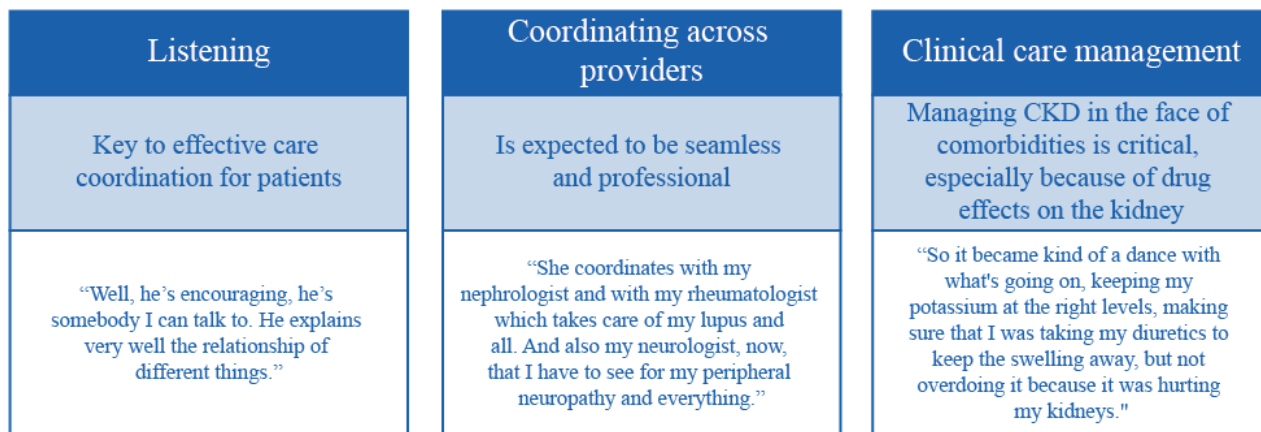 Listening
Key to effective care
coordination for patients
“Well, he’s encouraging, he’s
somebody I can talk to. He explains
very well the relationship of
different things.”
Coordinating across
providers
Is expected to be seamless
and professional
“She coordinates with my
nephrologist and with my rheumatologist
which takes care of my lupus and
all. And also my neurologist, now,
that I have to see for my peripheral
neuropathy and everything.”
Clinical care management
Managing CKD in the face of
comorbidities is critical,
especially because of drug
effects on the kidney
“So it became kind of a dance with
what's going on, keeping my
potassium at the right levels, making
sure that I was taking my diuretics to
keep the swelling away, but not
overdoing it because it was hurting
my kidneys."